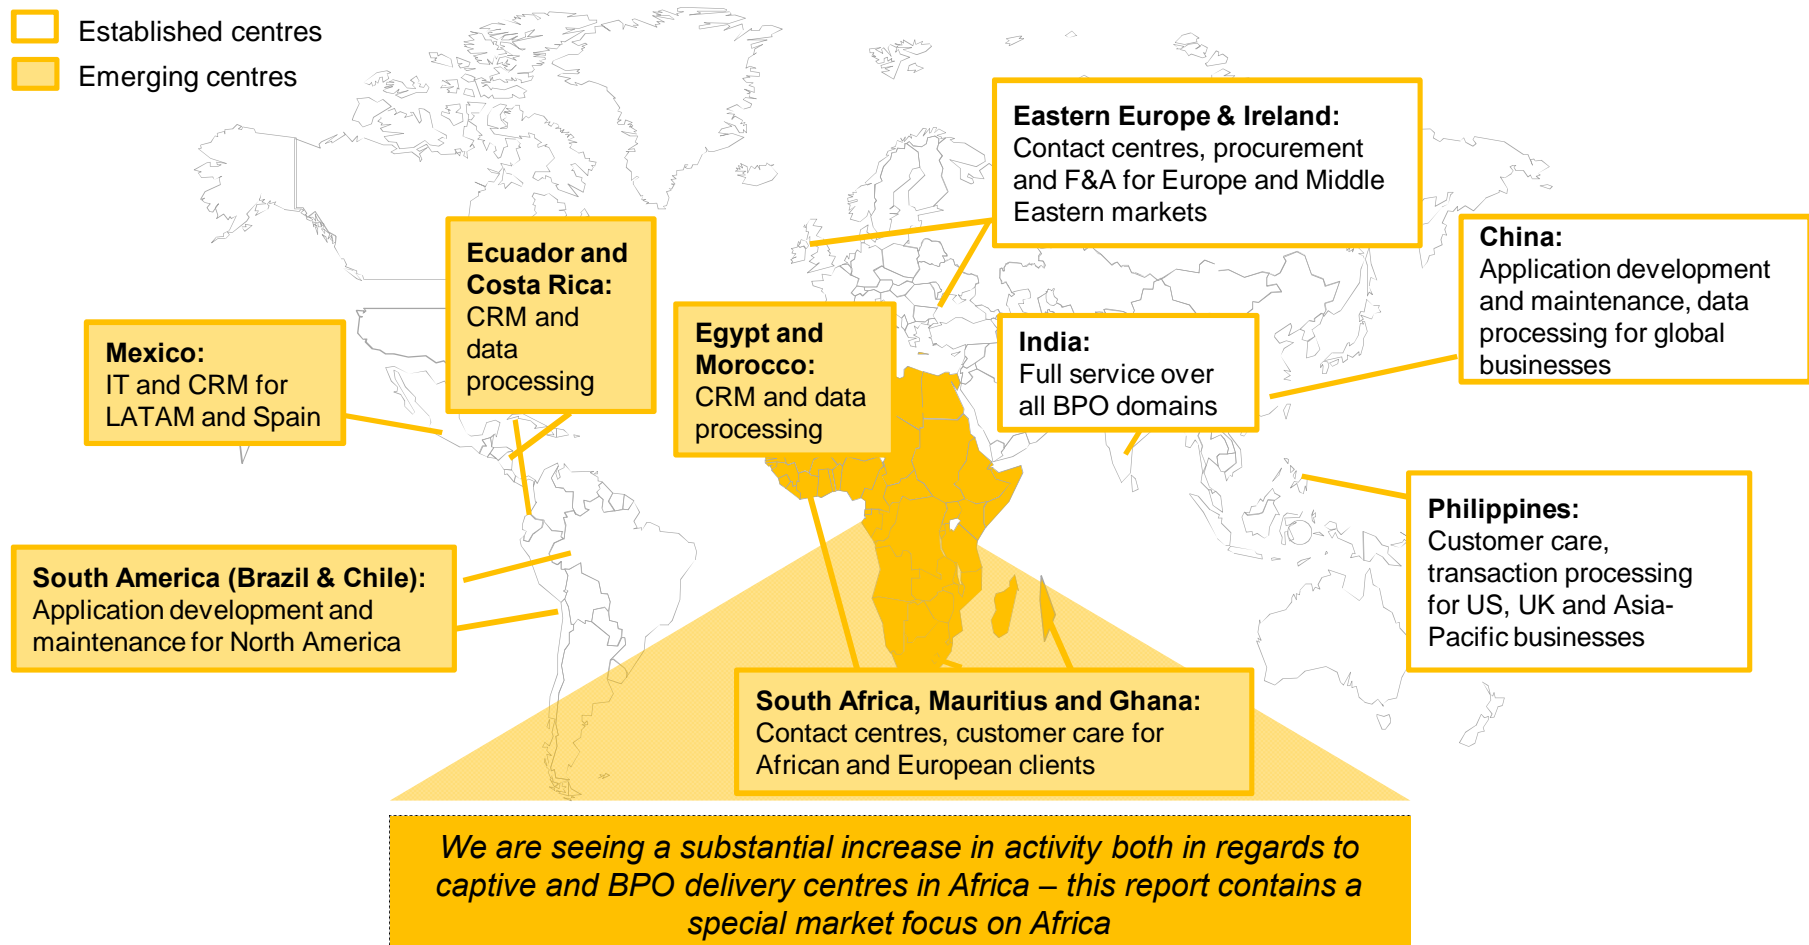 Established centres
Emerging centres
Eastern Europe & Ireland:
Contact centres, procurement
and F&A for Europe and Middle
Eastern markets
Ecuador and
Costa Rica:
CRM and
data
processing
China:
Application development
and maintenance, data
processing for global
businesses
Mexico:
IT and CRM for
LATAM and Spain
Egypt and
Morocco:
CRM and data
processing
India:
Full service over
all BPO domains
Philippines:
Customer care,
transaction processing
for US, UK and Asia-
Pacific businesses
South America (Brazil & Chile):
Application development and
maintenance for North America
South Africa, Mauritius and Ghana:
Contact centres, customer care for
African and European clients
We are seeing a substantial increase in activity both in regards to
captive and BPO delivery centres in Africa – this report contains a
special market focus on Africa